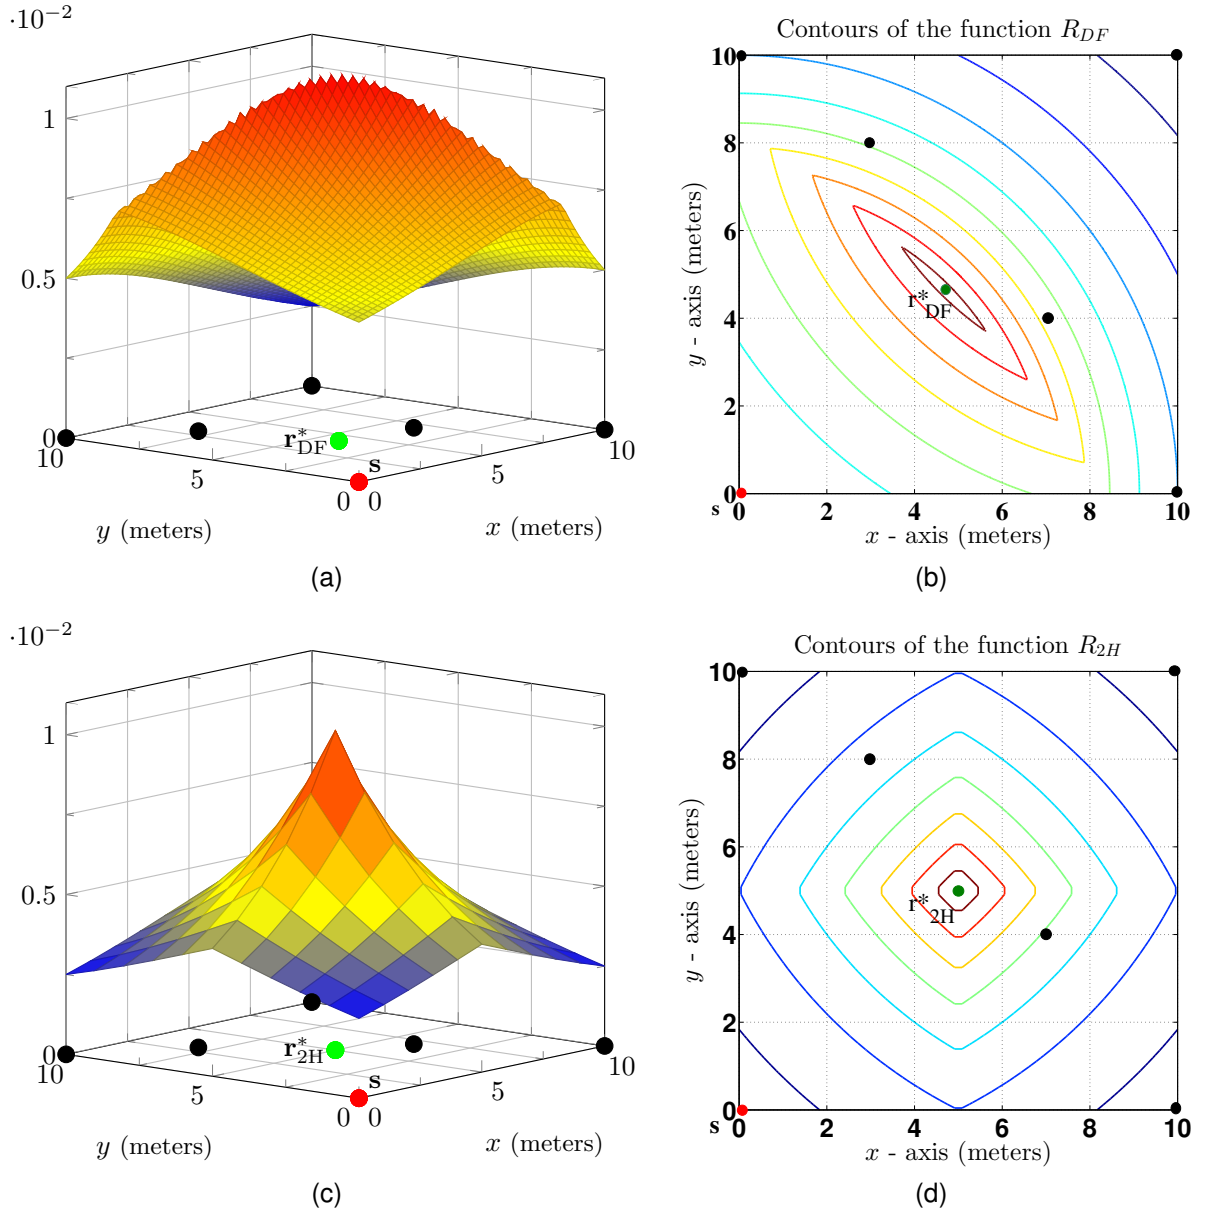 ·10⁻²
1
0.5
0
10
5
0
0
5
10
r*DF
s
y (meters)
x (meters)
(a)
Contours of the function R_DF
10
8
6
4
2
0
y - axis (meters)
r*DF
s
0 2 4 6 8 10
x - axis (meters)
(b)
·10⁻²
1
0.5
0
10
5
0
0
5
10
r*2H
s
y (meters)
x (meters)
(c)
Contours of the function R_2H
10
8
6
4
2
0
y - axis (meters)
r*2H
s
0 2 4 6 8 10
x - axis (meters)
(d)